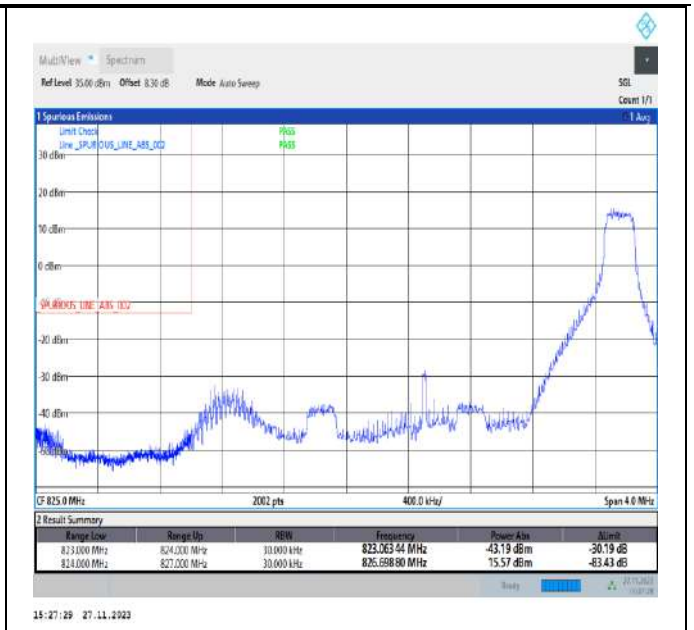 MultiView Spectrum
Ref Level 35.00 dBm Offset 8.30 dB Mode Auto Sweep SGL
Count 1/1
1 Spurious Emissions 1 Avg
Limit Check PASS
Line _SPURIOUS_LINE_ABS_002 PASS
30 dBm
20 dBm
10 dBm
0 dBm
SPURIOUS_LINE_ABS_002
-20 dBm
-30 dBm
-40 dBm
CF 825.0 MHz 2002 pts 400.0 kHz/ Span 4.0 MHz
2 Result Summary
Range Low Range Up RBW Frequency Power Abs ΔLimit
823.000 MHz 824.000 MHz 30.000 kHz 823.06344 MHz -43.19 dBm -30.19 dB
824.000 MHz 827.000 MHz 30.000 kHz 826.69880 MHz 15.57 dBm -83.43 dB
Ready 27.11.2023
15:27:29 27.11.2023